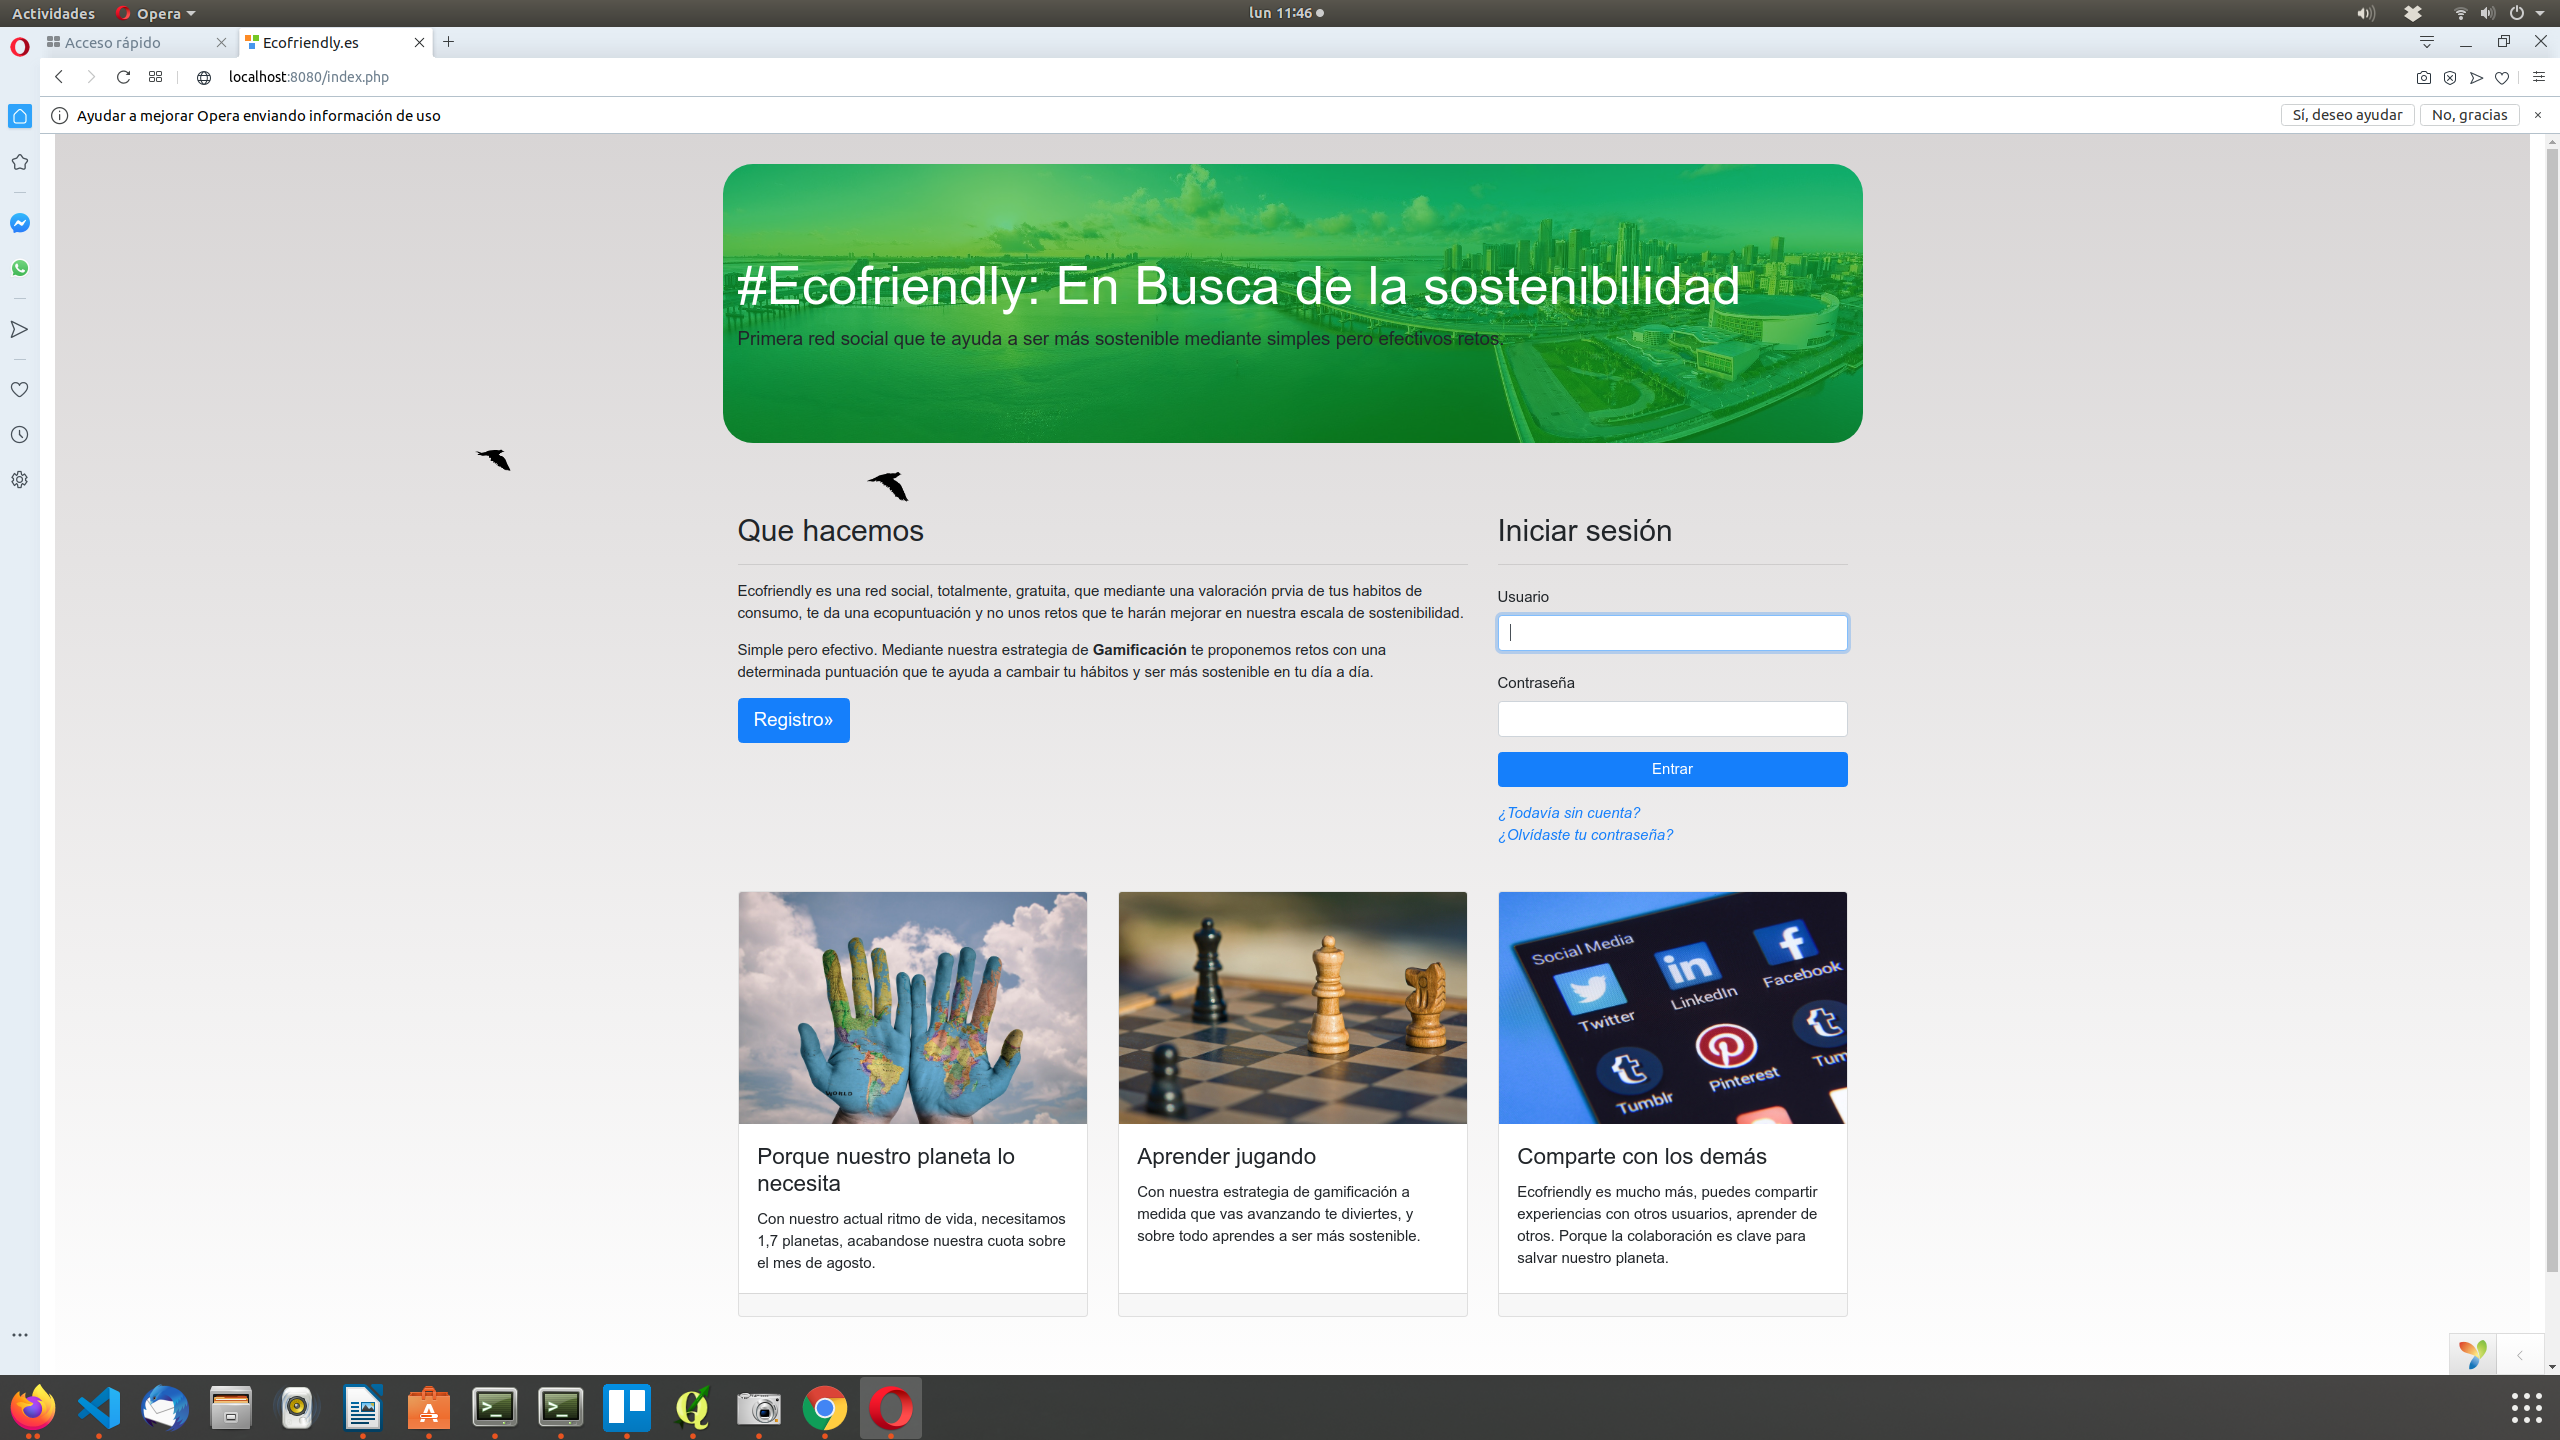 Actividades
Opera
lun 11:46
Acceso rápido
Ecofriendly.es
localhost:8080/index.php
Ayudar a mejorar Opera enviando información de uso
Sí, deseo ayudar
No, gracias
#Ecofriendly: En Busca de la sostenibilidad
Primera red social que te ayuda a ser más sostenible mediante simples pero efectivos retos.
Que hacemos
Ecofriendly es una red social, totalmente, gratuita, que mediante una valoración prvia de tus habitos de
consumo, te da una ecopuntuación y no unos retos que te harán mejorar en nuestra escala de sostenibilidad.
Simple pero efectivo. Mediante nuestra estrategia de Gamificación te proponemos retos con una
determinada puntuación que te ayuda a cambair tu hábitos y ser más sostenible en tu día a día.
Registro»
Iniciar sesión
Usuario
Contraseña
Entrar
¿Todavía sin cuenta?
¿Olvídaste tu contraseña?
WORLD
Social Media
Twitter
LinkedIn
Facebook
Tumblr
Pinterest
Tum
Porque nuestro planeta lo
necesita
Con nuestro actual ritmo de vida, necesitamos
1,7 planetas, acabandose nuestra cuota sobre
el mes de agosto.
Aprender jugando
Con nuestra estrategia de gamificación a
medida que vas avanzando te diviertes, y
sobre todo aprendes a ser más sostenible.
Comparte con los demás
Ecofriendly es mucho más, puedes compartir
experiencias con otros usuarios, aprender de
otros. Porque la colaboración es clave para
salvar nuestro planeta.